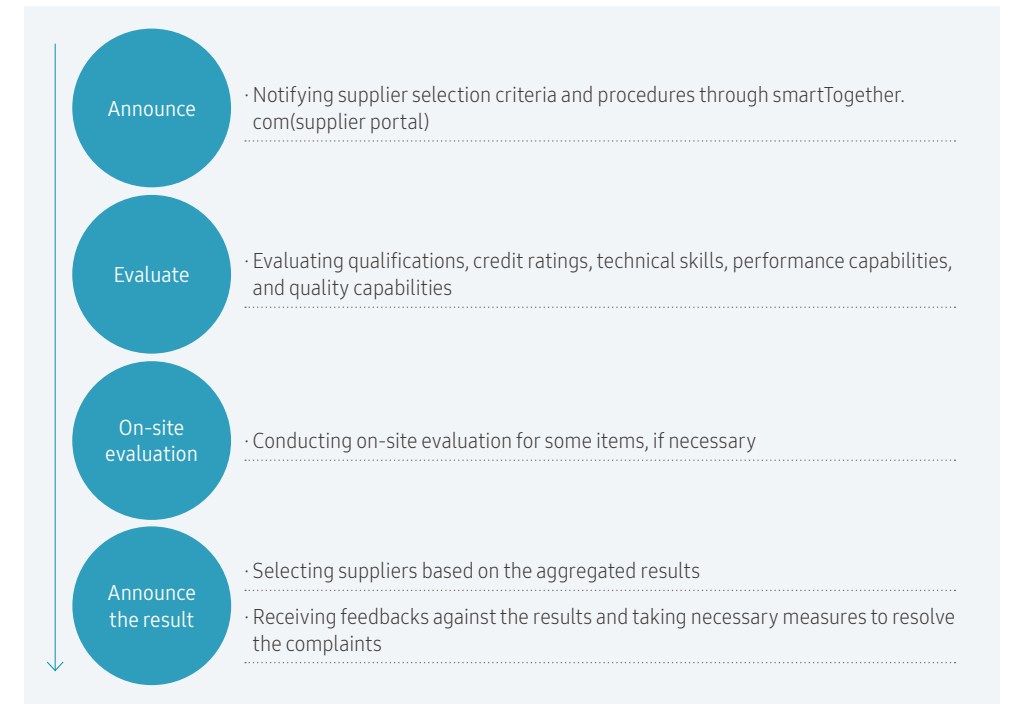 Announce
· Notifying supplier selection criteria and procedures through smartTogether.
com(supplier portal)
Evaluate
· Evaluating qualifications, credit ratings, technical skills, performance capabilities,
and quality capabilities
On-site
evaluation
· Conducting on-site evaluation for some items, if necessary
Announce
the result
· Selecting suppliers based on the aggregated results
· Receiving feedbacks against the results and taking necessary measures to resolve
the complaints